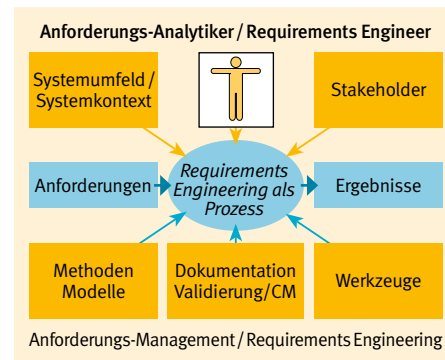 Anforderungs-Analytiker / Requirements Engineer
Systemumfeld /
Systemkontext
Stakeholder
Anforderungen
Requirements
Engineering als
Prozess
Ergebnisse
Methoden
Modelle
Dokumentation
Validierung/CM
Werkzeuge
Anforderungs-Management / Requirements Engineering